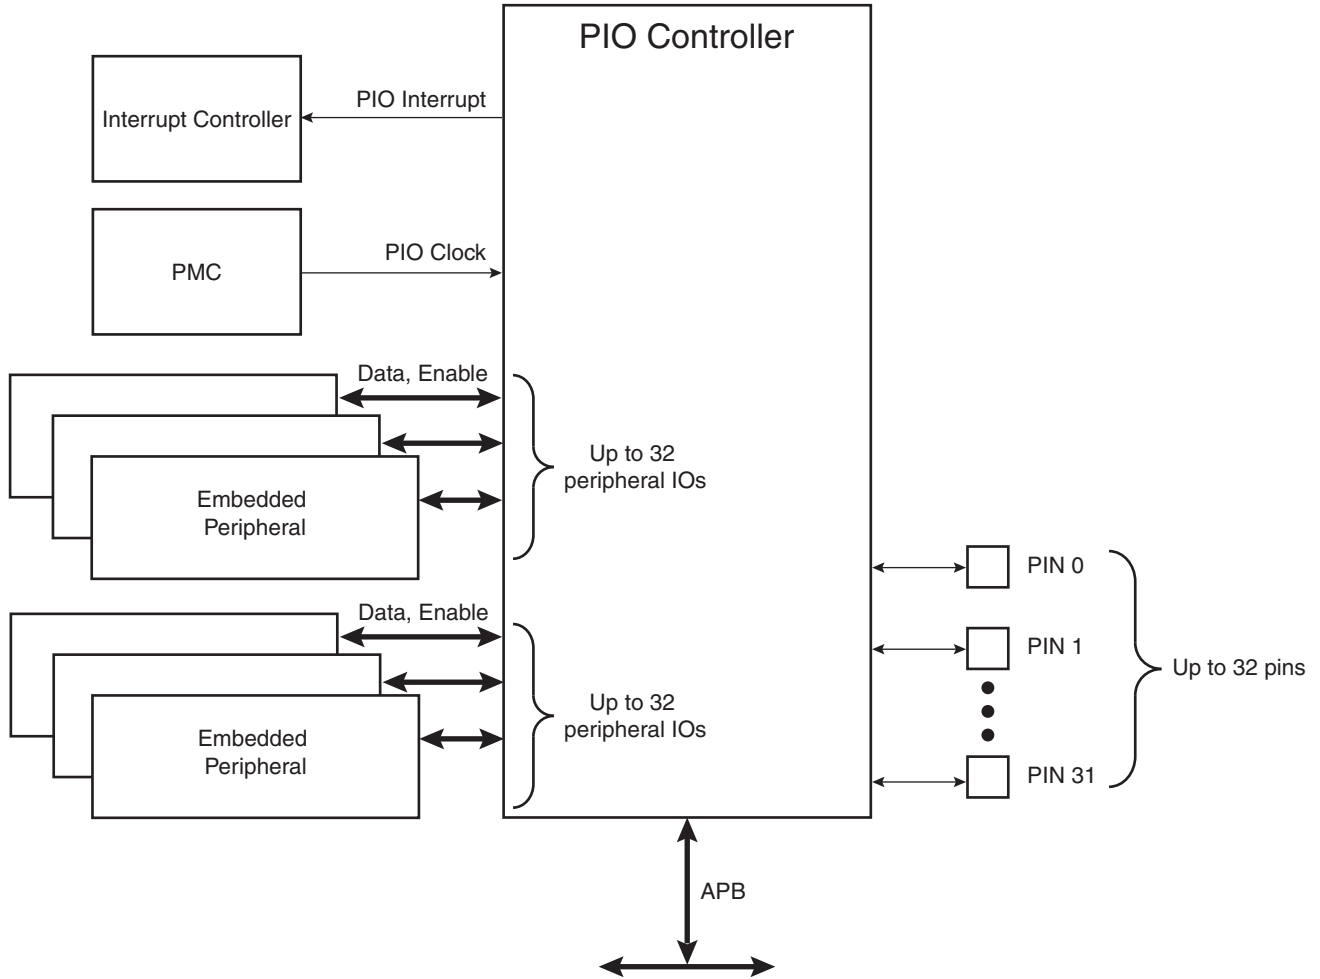 PIO Controller
PIO Interrupt
Interrupt Controller
PIO Clock
PMC
Data, Enable
Up to 32
peripheral IOs
Embedded
Peripheral
PIN 0
Data, Enable
PIN 1
Up to 32 pins
Up to 32
peripheral IOs
Embedded
Peripheral
PIN 31
APB